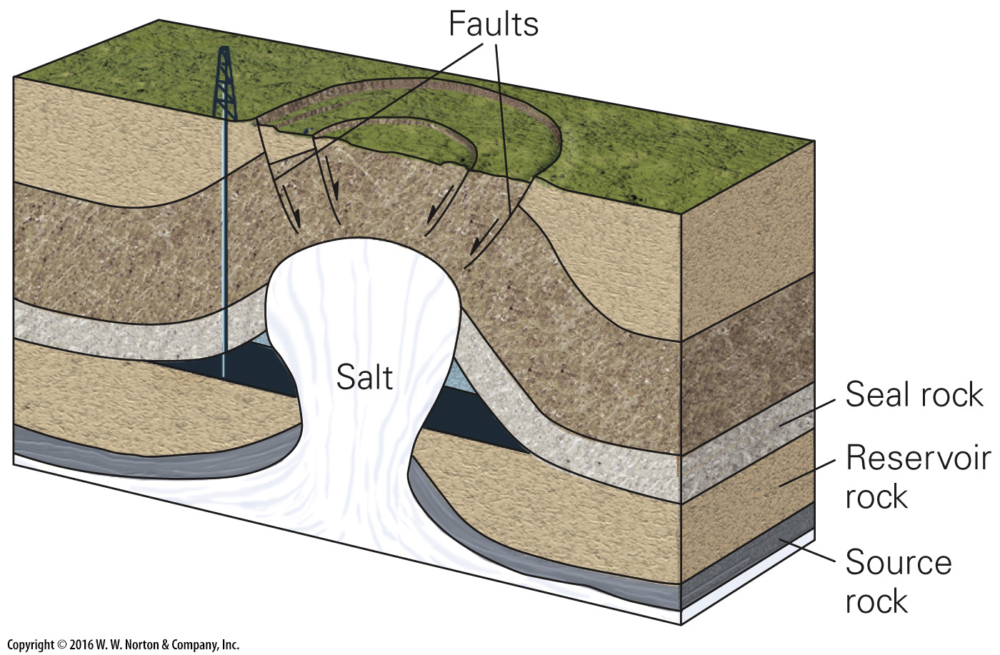 Faults
Salt
Seal rock
Reservoir
rock
Source
rock
Copyright © 2016 W. W. Norton & Company, Inc.